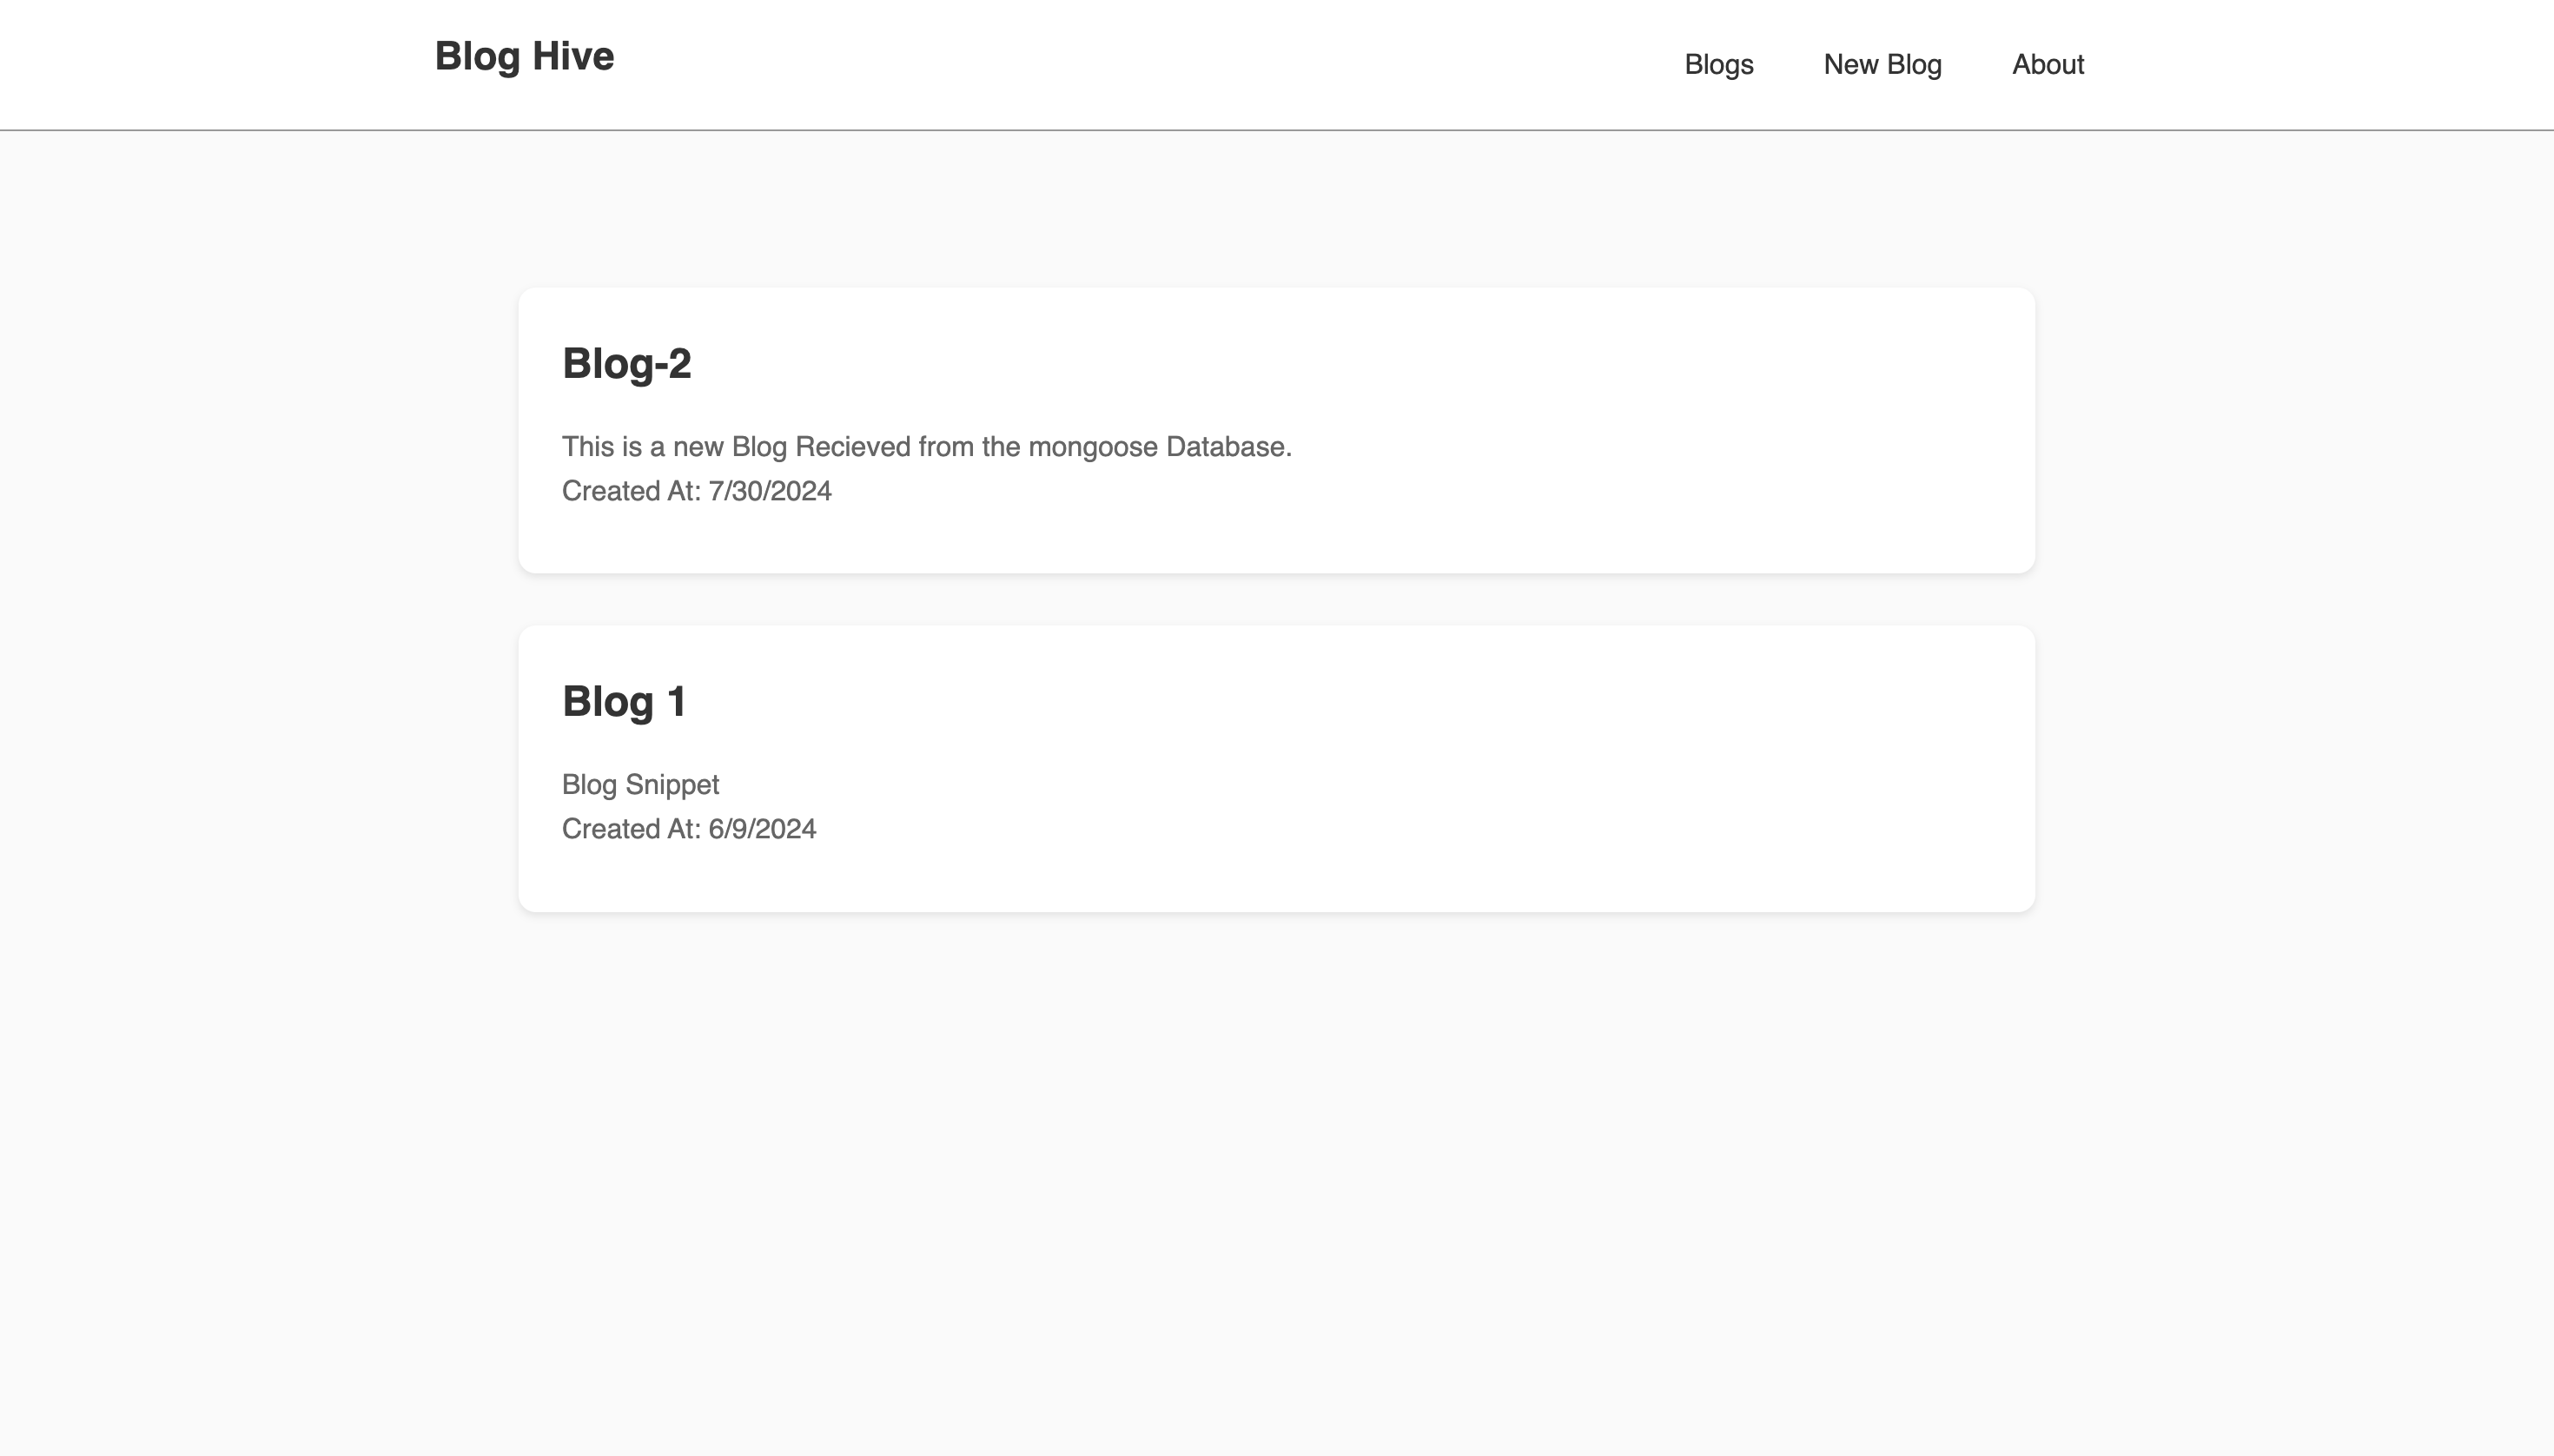 Blog Hive
Blogs New Blog About
Blog-2
This is a new Blog Recieved from the mongoose Database.
Created At: 7/30/2024
Blog 1
Blog Snippet
Created At: 6/9/2024